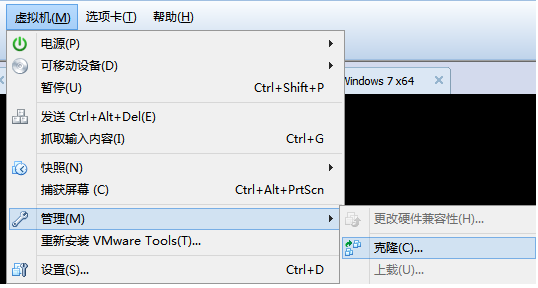 虚拟机(M) 选项卡(T) 帮助(H)
电源(P)
可移动设备(D)
Windows 7 x64
暂停(U) Ctrl+Shift+P
发送 Ctrl+Alt+Del(E)
抓取输入内容(I) Ctrl+G
快照(N)
捕获屏幕 (C) Ctrl+Alt+PrtScn
管理(M)
更改硬件兼容性(H)...
重新安装 VMware Tools(T)...
克隆(C)...
设置(S)... Ctrl+D
上载(U)...